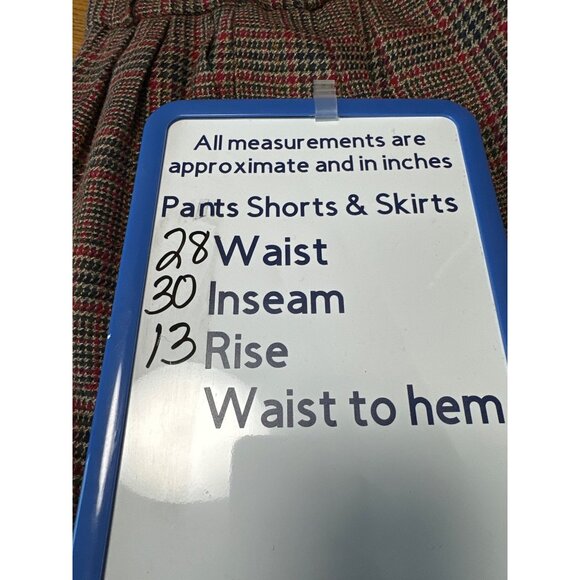 All measurements are
approximate and in inches
Pants Shorts & Skirts
28 Waist
30 Inseam
13 Rise
Waist to hem